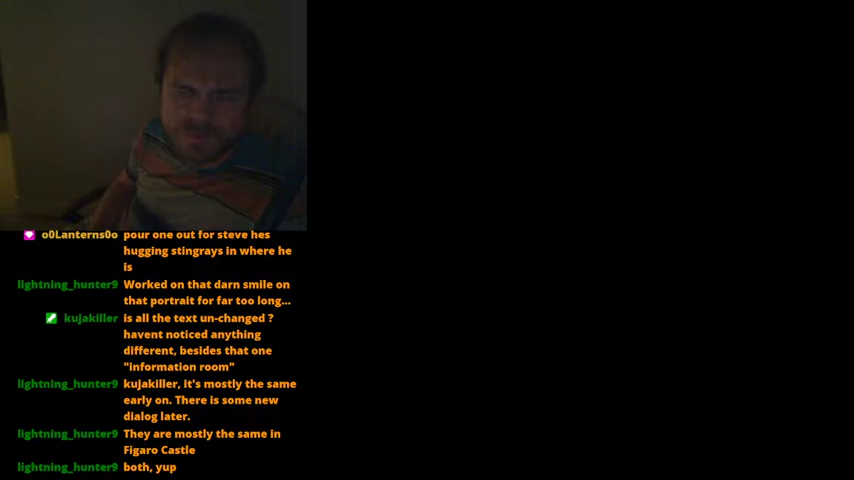 o0Lanterns0o pour one out for steve hes
hugging stingrays in where he
is
lightning_hunter9 Worked on that darn smile on
that portrait for far too long...
kujakiller is all the text un-changed ?
havent noticed anything
different, besides that one
"information room"
lightning_hunter9 kujakiller, it's mostly the same
early on. There is some new
dialog later.
lightning_hunter9 They are mostly the same in
Figaro Castle
lightning_hunter9 both, yup